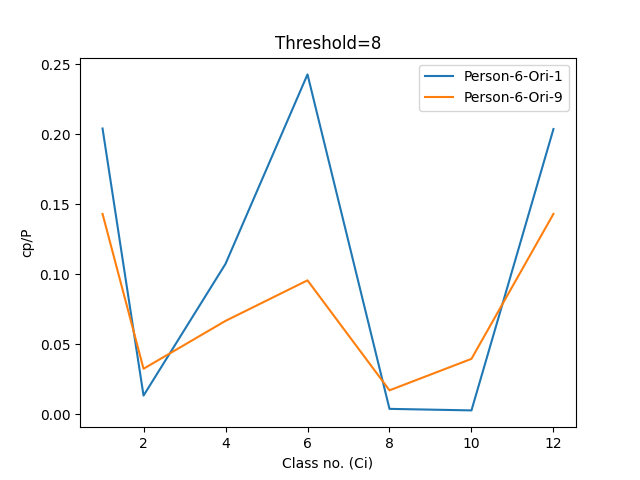 Threshold=8
Person-6-Ori-1
Person-6-Ori-9
cp/P
0.25
0.20
0.15
0.10
0.05
0.00
2 4 6 8 10 12
Class no. (Ci)